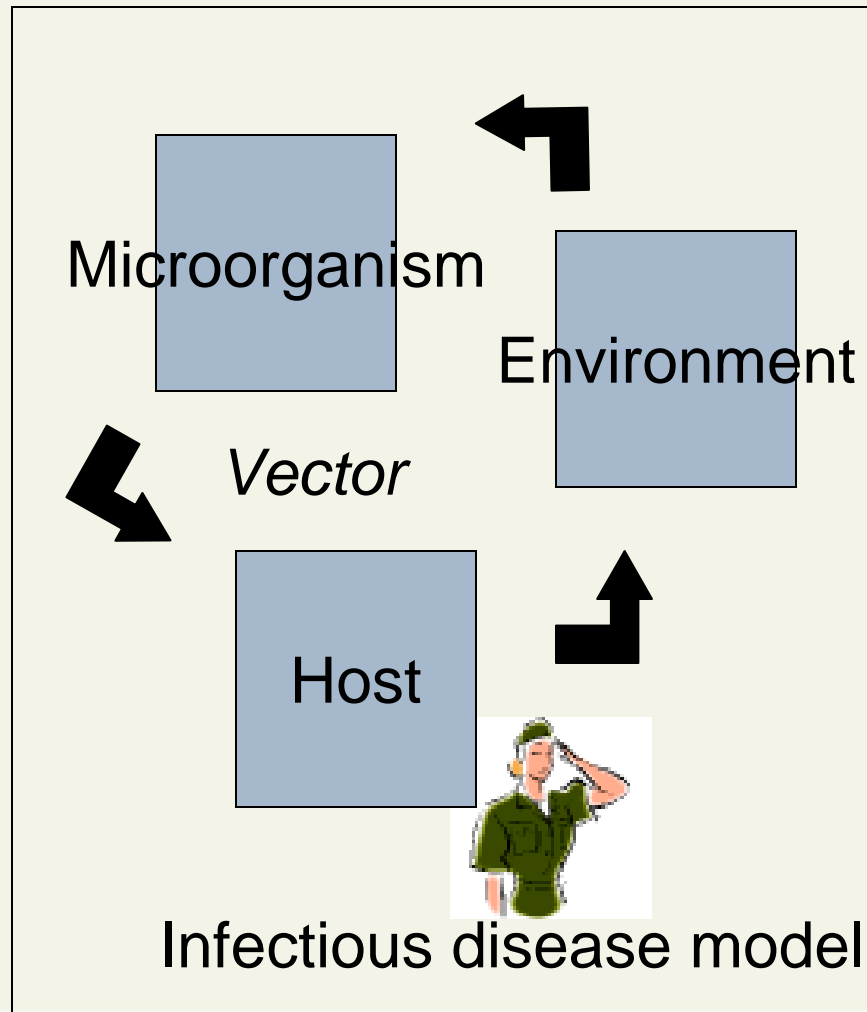 Microorganism
Environment
Vector
Host
Infectious disease model